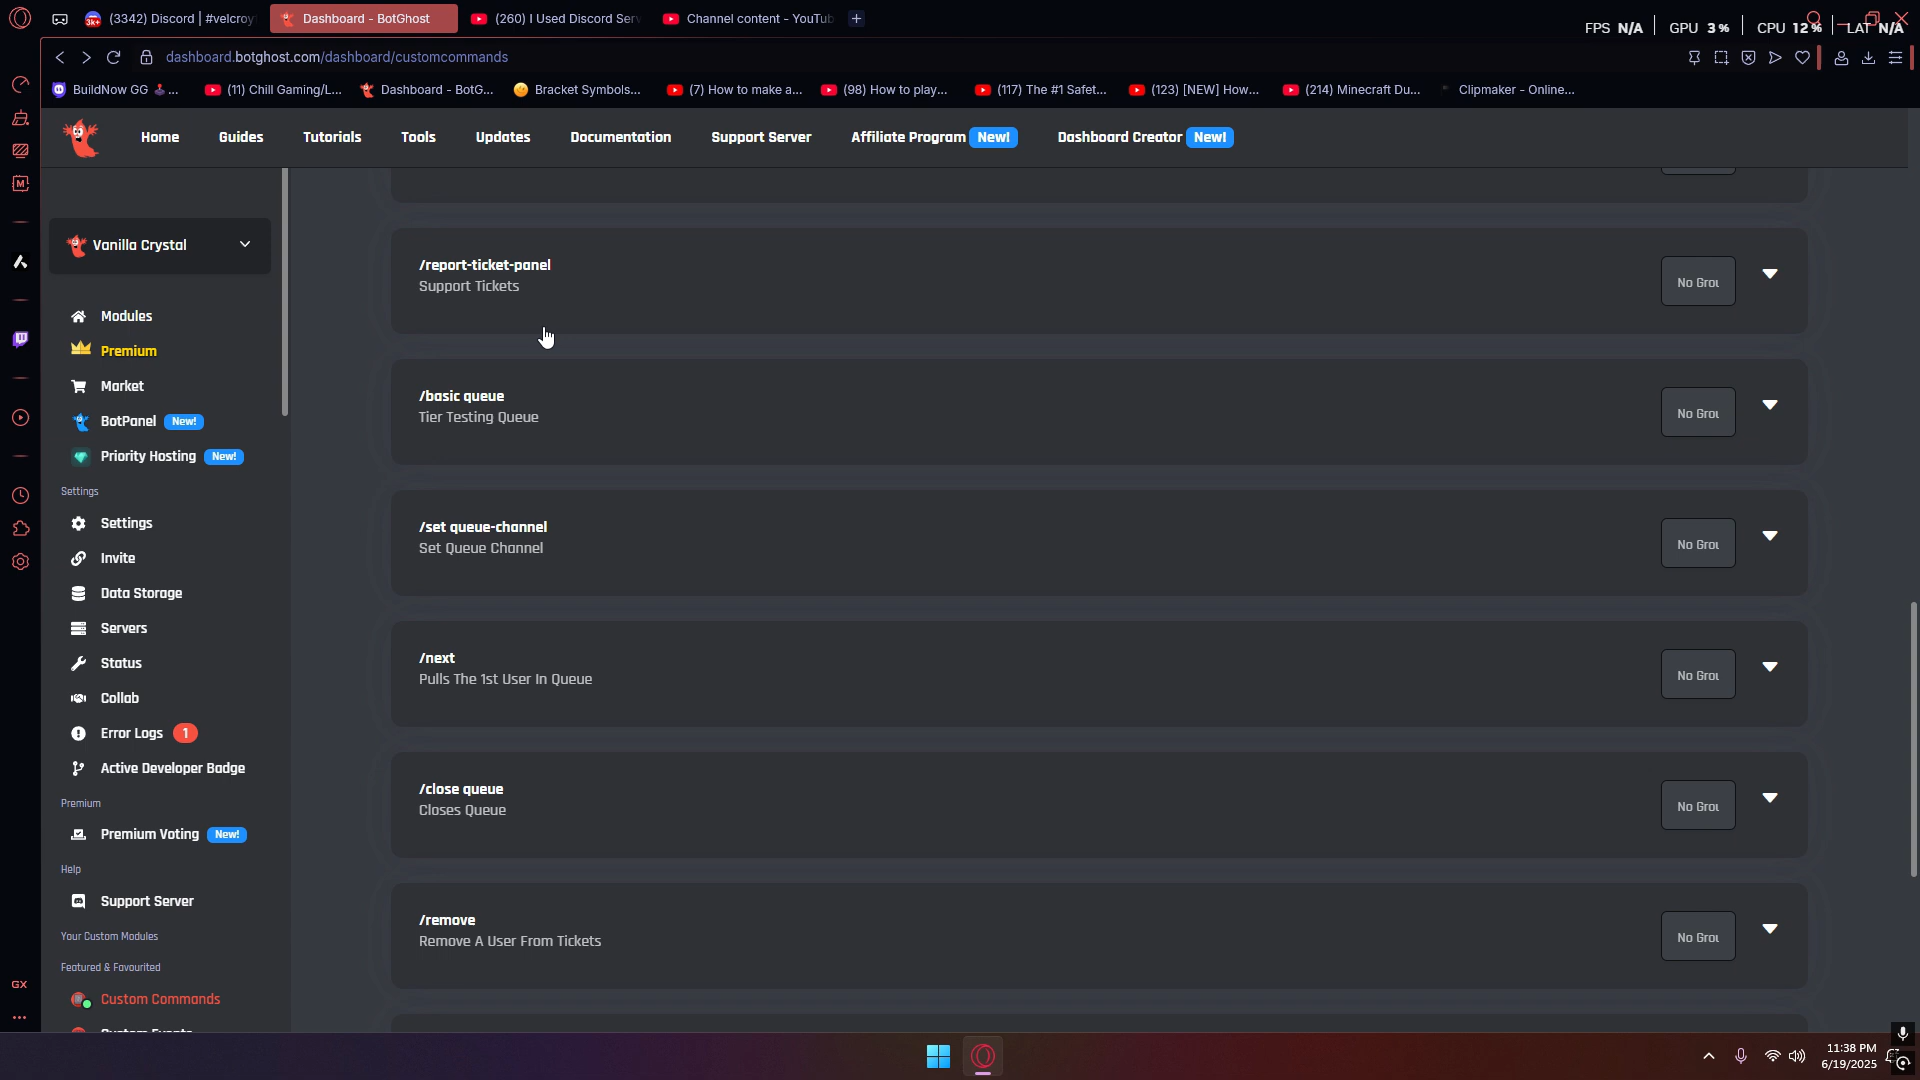 (3342) Discord | #velcroy
Dashboard - BotGhost
(260) I Used Discord Serv
Channel content - YouTub
FPS N/A
GPU 3 %
CPU 12 %
LAT N/A
dashboard.botghost.com/dashboard/customcommands
BuildNow GG
(11) Chill Gaming/L...
Dashboard - BotG...
Bracket Symbols...
(7) How to make a...
(98) How to play...
(117) The #1 Safet...
(123) [NEW] How...
(214) Minecraft Du...
Clipmaker - Online...
Home
Guides
Tutorials
Tools
Updates
Documentation
Support Server
Affiliate Program New!
Dashboard Creator New!
Vanilla Crystal
Modules
Premium
Market
BotPanel New!
Priority Hosting New!
Settings
Settings
Invite
Data Storage
Servers
Status
Collab
Error Logs 1
Active Developer Badge
Premium
Premium Voting New!
Help
Support Server
Your Custom Modules
Featured & Favourited
Custom Commands
Custom Events
/report-ticket-panel
Support Tickets
No Grou
/basic queue
Tier Testing Queue
No Grou
/set queue-channel
Set Queue Channel
No Grou
/next
Pulls The 1st User In Queue
No Grou
/close queue
Closes Queue
No Grou
/remove
Remove A User From Tickets
No Grou
GX
11:38 PM
6/19/2025